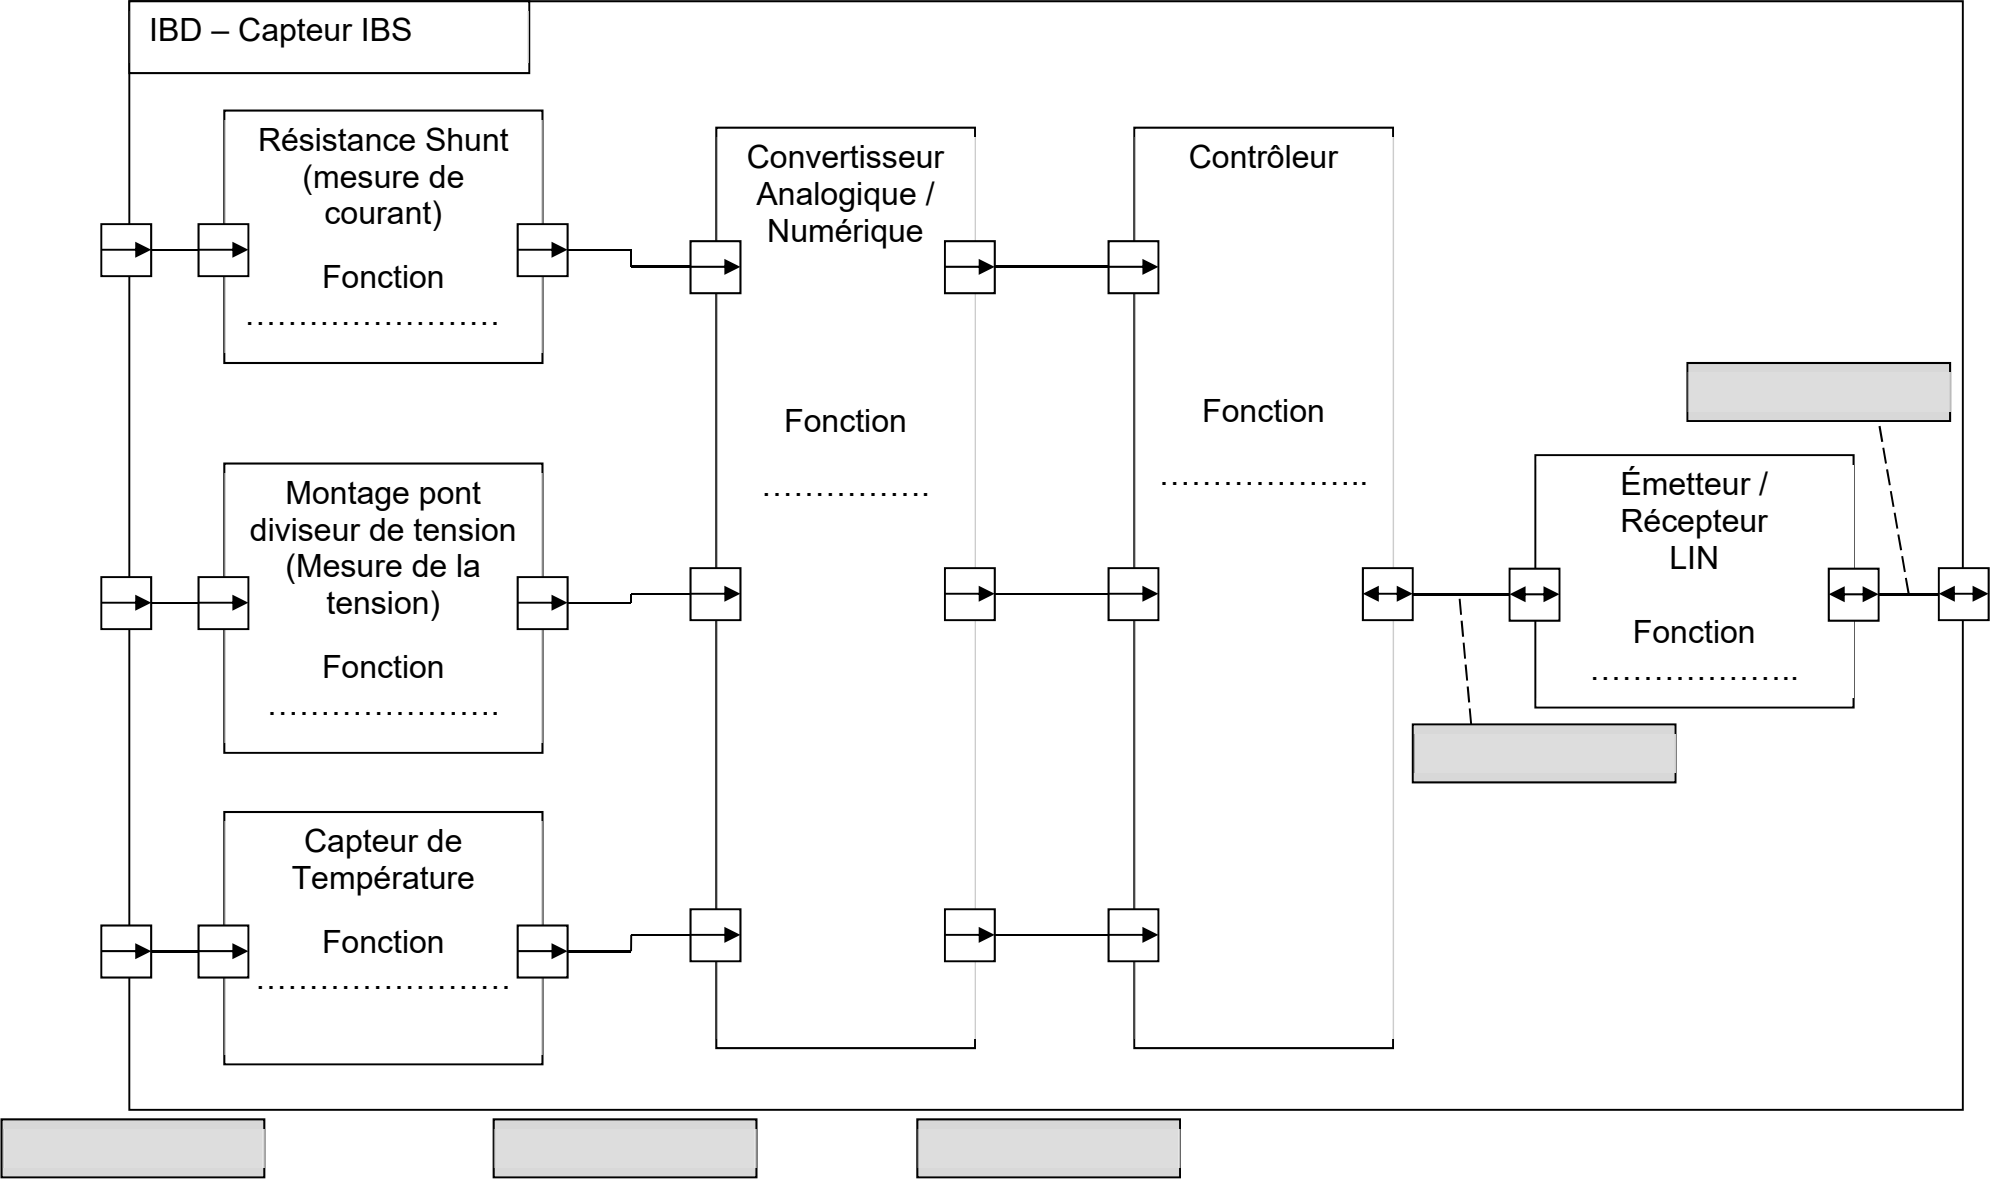 IBD – Capteur IBS
Résistance Shunt
(mesure de
courant)
Fonction
........................
Montage pont
diviseur de tension
(Mesure de la
tension)
Fonction
......................
Capteur de
Température
Fonction
........................
Convertisseur
Analogique /
Numérique
Fonction
................
Contrôleur
Fonction
....................
Émetteur /
Récepteur
LIN
Fonction
....................